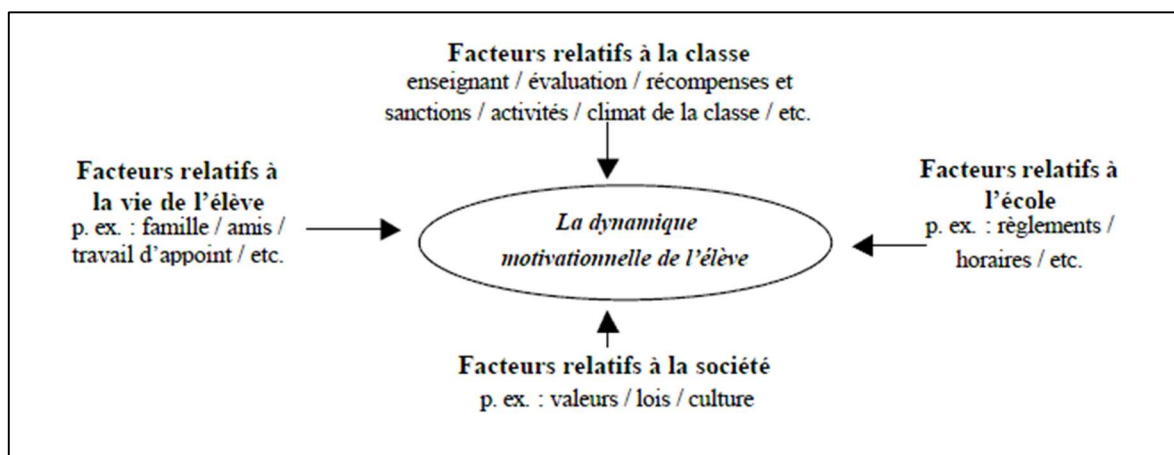 Facteurs relatifs à la classe
enseignant / évaluation / récompenses et
sanctions / activités / climat de la classe / etc.
Facteurs relatifs à
la vie de l'élève
p. ex. : famille / amis /
travail d'appoint / etc.
La dynamique
motivationnelle de l'élève
Facteurs relatifs à
l'école
p. ex. : règlements /
horaires / etc.
Facteurs relatifs à la société
p. ex. : valeurs / lois / culture